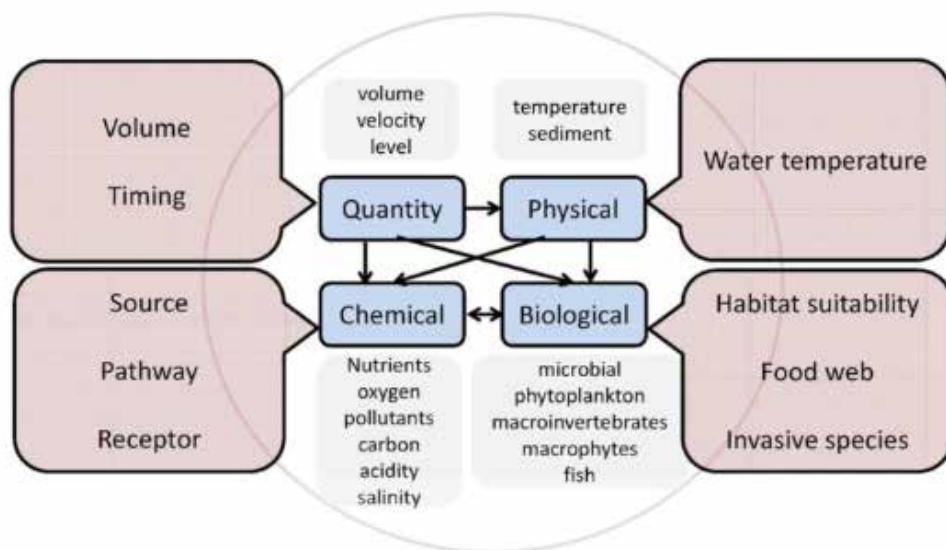 Volume
Timing
volume
velocity
level
temperature
sediment
Water temperature
Quantity
Physical
Chemical
Biological
Source
Pathway
Receptor
Nutrients
oxygen
pollutants
carbon
acidity
salinity
microbial
phytoplankton
macroinvertebrates
macrophytes
fish
Habitat suitability
Food web
Invasive species